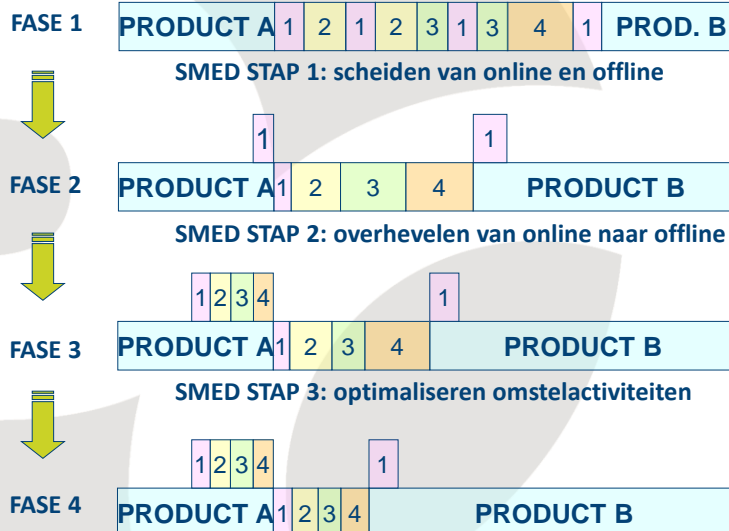 FASE 1 PRODUCT A 1 2 1 2 3 1 3 4 1 PROD. B
SMED STAP 1: scheiden van online en offline
1 1
FASE 2 PRODUCT A 1 2 3 4 PRODUCT B
SMED STAP 2: overhevelen van online naar offline
1 2 3 4 1
FASE 3 PRODUCT A 1 2 3 4 PRODUCT B
SMED STAP 3: optimaliseren omstelactiviteiten
1 2 3 4 1
FASE 4 PRODUCT A 1 2 3 4 PRODUCT B